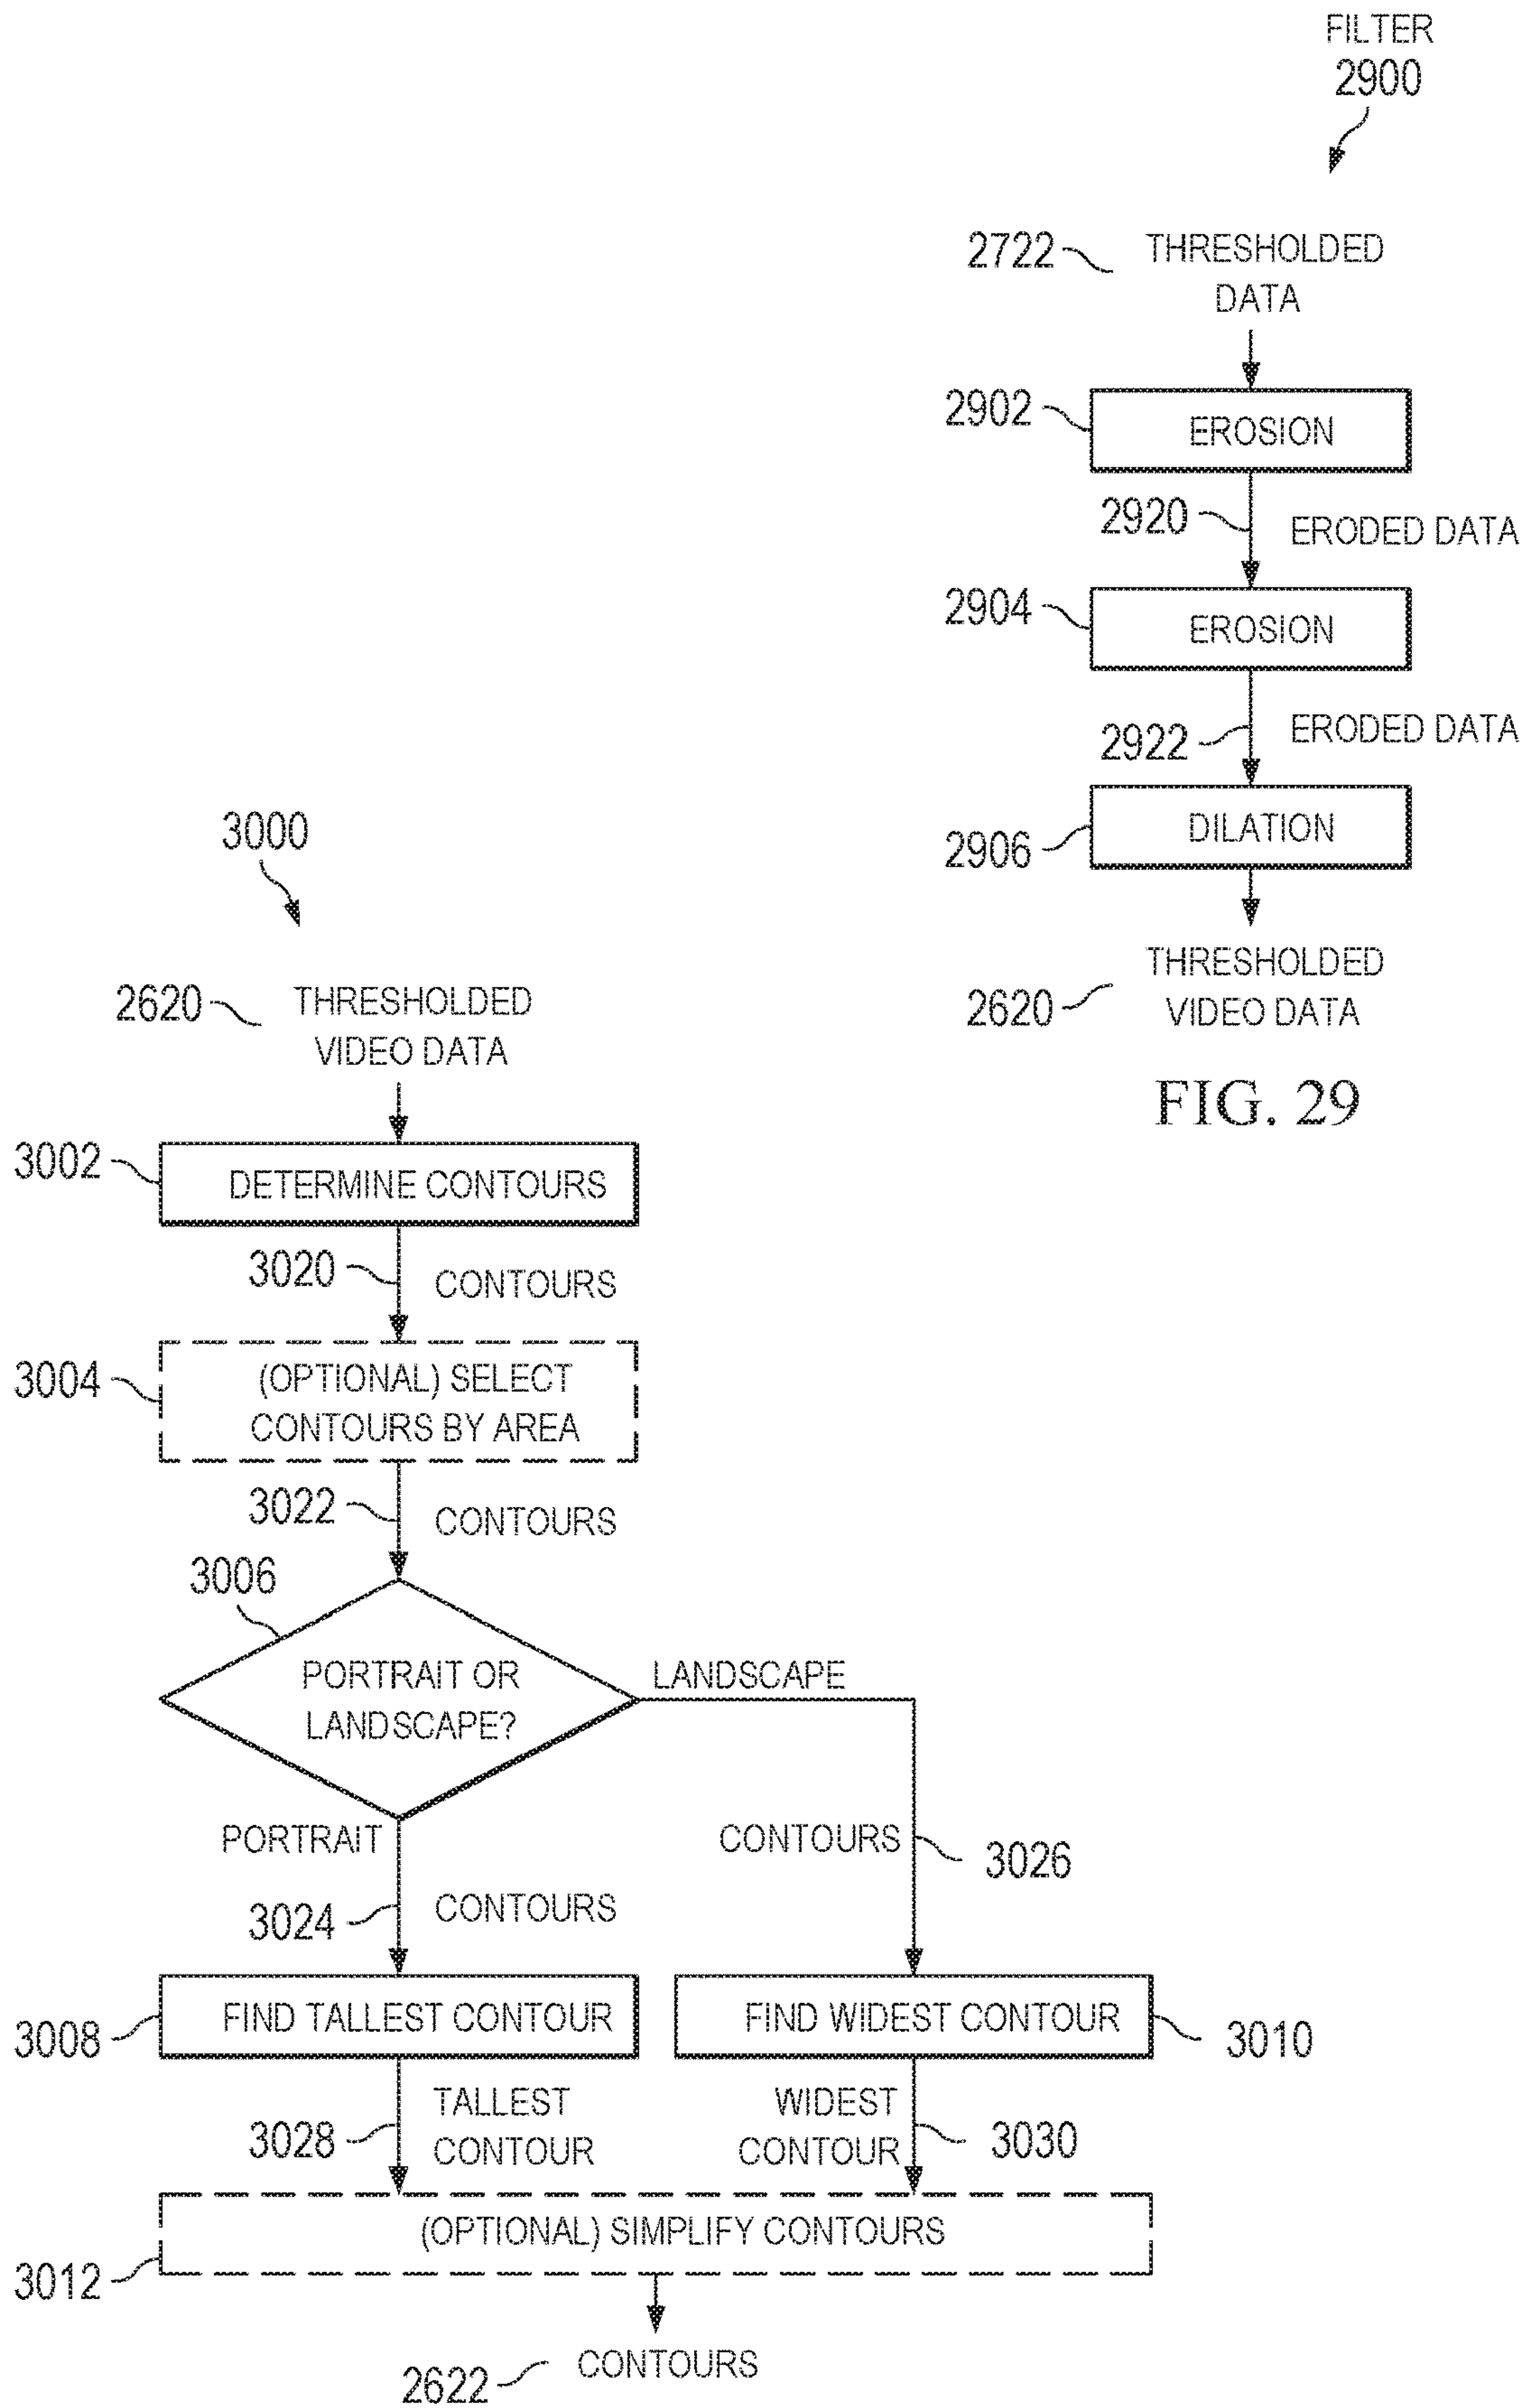 FILTER
2900
2722
THRESHOLDED
DATA
2902
EROSION
2920
ERODED DATA
2904
EROSION
2922
ERODED DATA
2906
DILATION
2620
THRESHOLDED
VIDEO DATA
FIG. 29
3000
2620
THRESHOLDED
VIDEO DATA
3002
DETERMINE CONTOURS
3020
CONTOURS
3004
(OPTIONAL) SELECT
CONTOURS BY AREA
3022
CONTOURS
3006
PORTRAIT OR
LANDSCAPE?
LANDSCAPE
PORTRAIT
CONTOURS
3026
3024
CONTOURS
3008
FIND TALLEST CONTOUR
FIND WIDEST CONTOUR
3010
3028
TALLEST
CONTOUR
WIDEST
CONTOUR
3030
3012
(OPTIONAL) SIMPLIFY CONTOURS
2622
CONTOURS